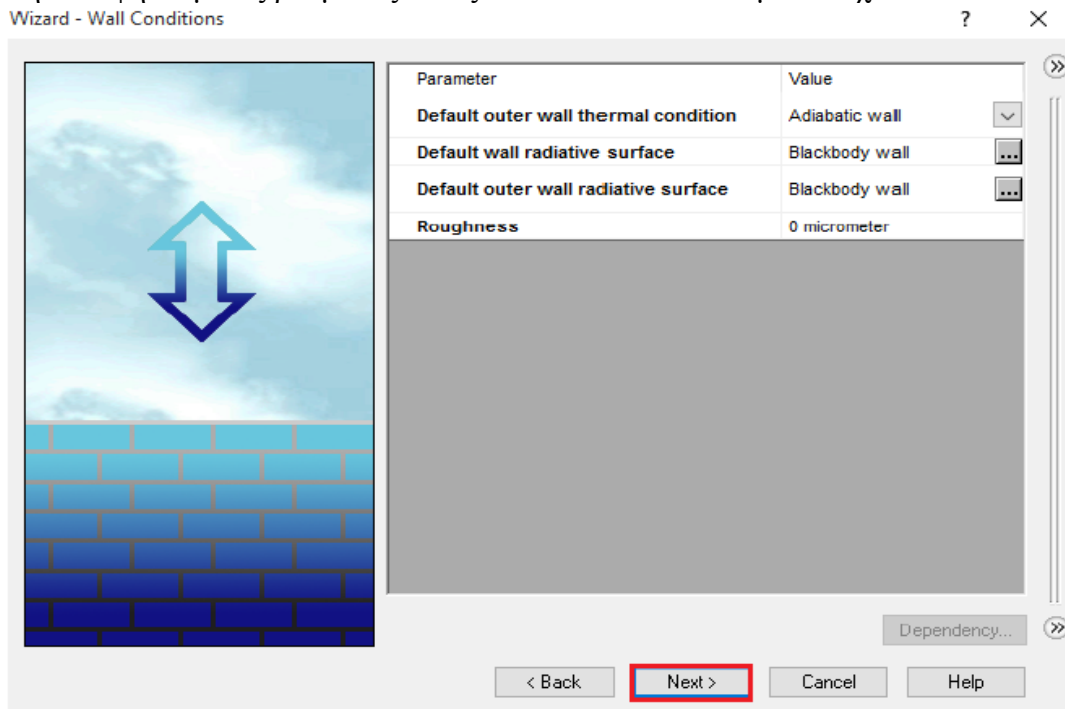 Wizard - Wall Conditions ? ×
Parameter Value
Default outer wall thermal condition Adiabatic wall
Default wall radiative surface Blackbody wall ...
Default outer wall radiative surface Blackbody wall ...
Roughness 0 micrometer
Dependency...
< Back Next > Cancel Help